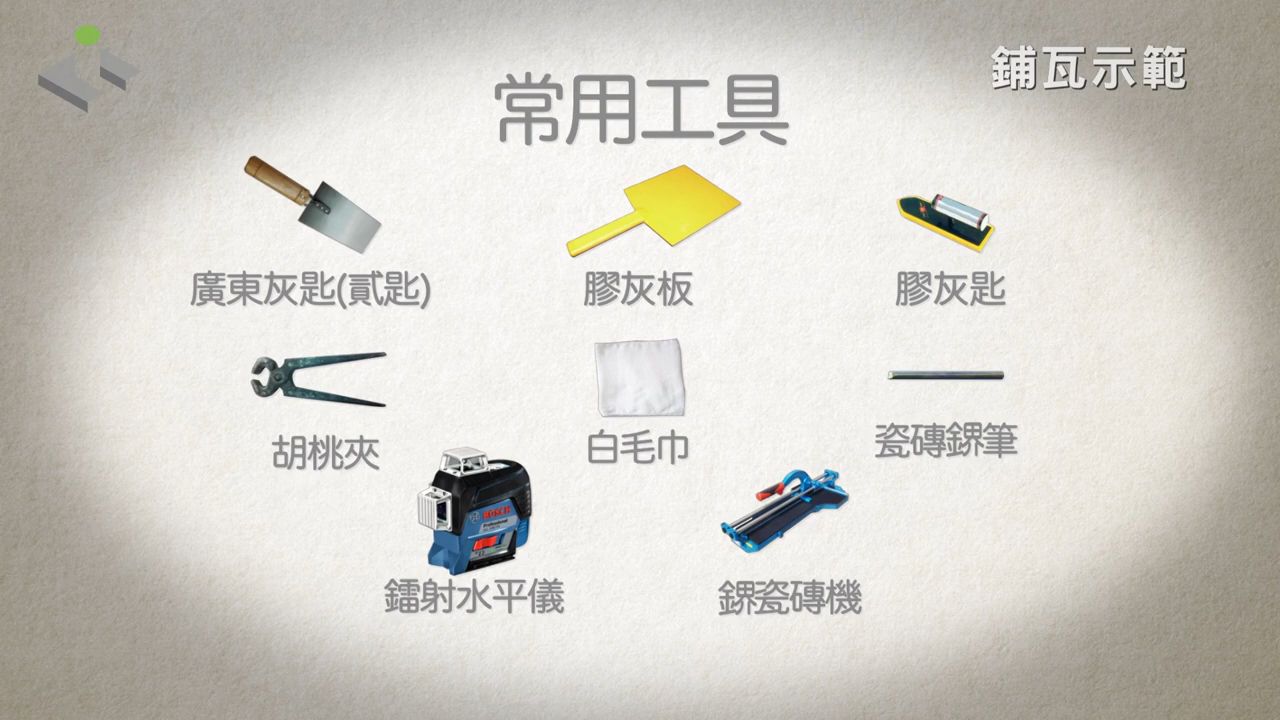 鋪瓦示範
常用工具
廣東灰匙(貳匙)
膠灰板
膠灰匙
胡桃夾
白毛巾
瓷磚鎅筆
BOSCH
Professional
鐳射水平儀
鎅瓷磚機